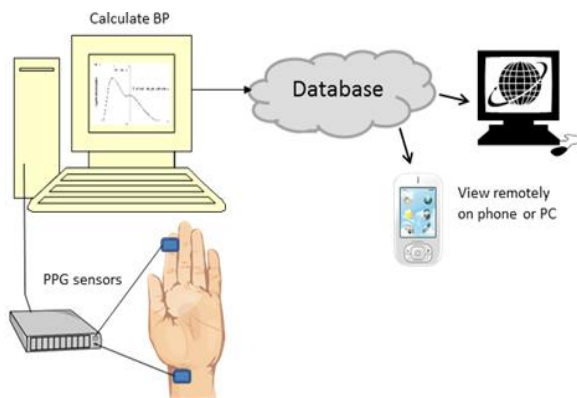 Calculate BP
Database
View remotely
on phone or PC
PPG sensors